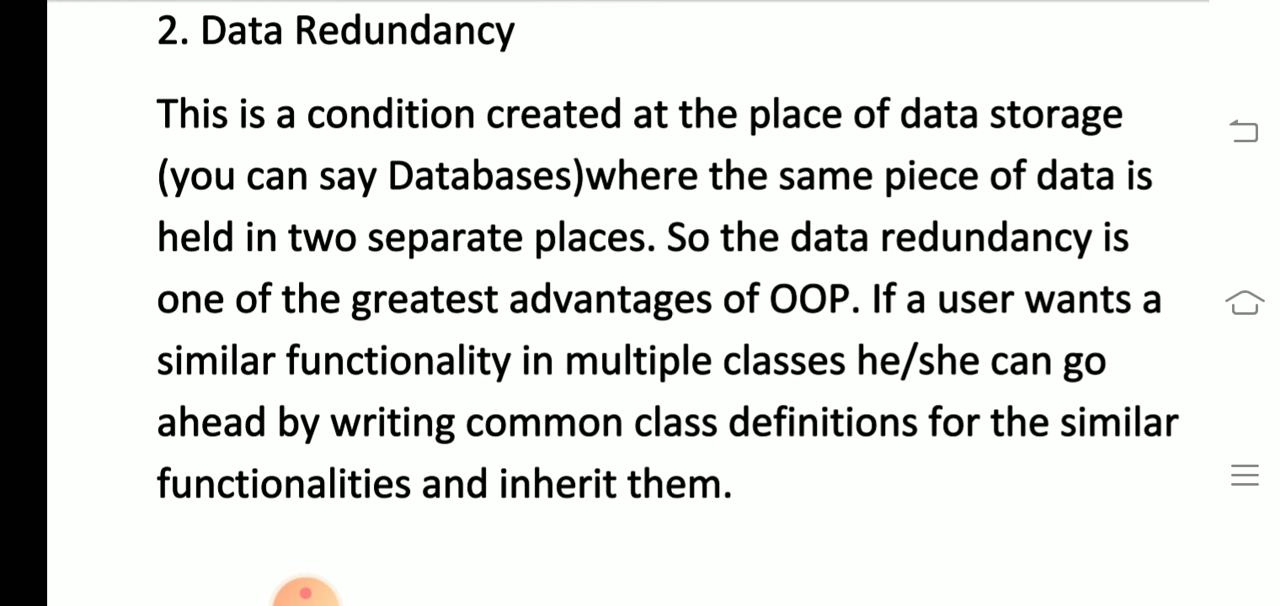 2. Data Redundancy
This is a condition created at the place of data storage
(you can say Databases)where the same piece of data is
held in two separate places. So the data redundancy is
one of the greatest advantages of OOP. If a user wants a
similar functionality in multiple classes he/she can go
ahead by writing common class definitions for the similar
functionalities and inherit them.